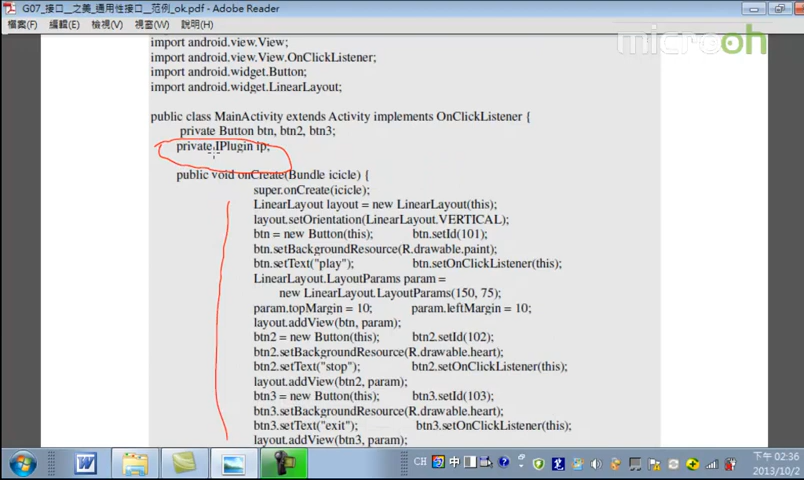 G07_接口__之美_通用性接口__范例_ok.pdf - Adobe Reader
檔案(F) 編輯(E) 檢視(V) 視窗(W) 說明(H)
microoh
import android.view.View;
import android.view.View.OnClickListener;
import android.widget.Button;
import android.widget.LinearLayout;
public class MainActivity extends Activity implements OnClickListener {
private Button btn, btn2, btn3;
private IPlugin ip;
public void onCreate(Bundle icicle) {
super.onCreate(icicle);
LinearLayout layout = new LinearLayout(this);
layout.setOrientation(LinearLayout.VERTICAL);
btn = new Button(this); btn.setId(101);
btn.setBackgroundResource(R.drawable.paint);
btn.setText("play"); btn.setOnClickListener(this);
LinearLayout.LayoutParams param =
new LinearLayout.LayoutParams(150, 75);
param.topMargin = 10; param.leftMargin = 10;
layout.addView(btn, param);
btn2 = new Button(this); btn2.setId(102);
btn2.setBackgroundResource(R.drawable.heart);
btn2.setText("stop"); btn2.setOnClickListener(this);
layout.addView(btn2, param);
btn3 = new Button(this); btn3.setId(103);
btn3.setBackgroundResource(R.drawable.heart);
btn3.setText("exit"); btn3.setOnClickListener(this);
layout.addView(btn3, param);
CH 中 下午 02:36
2013/10/2